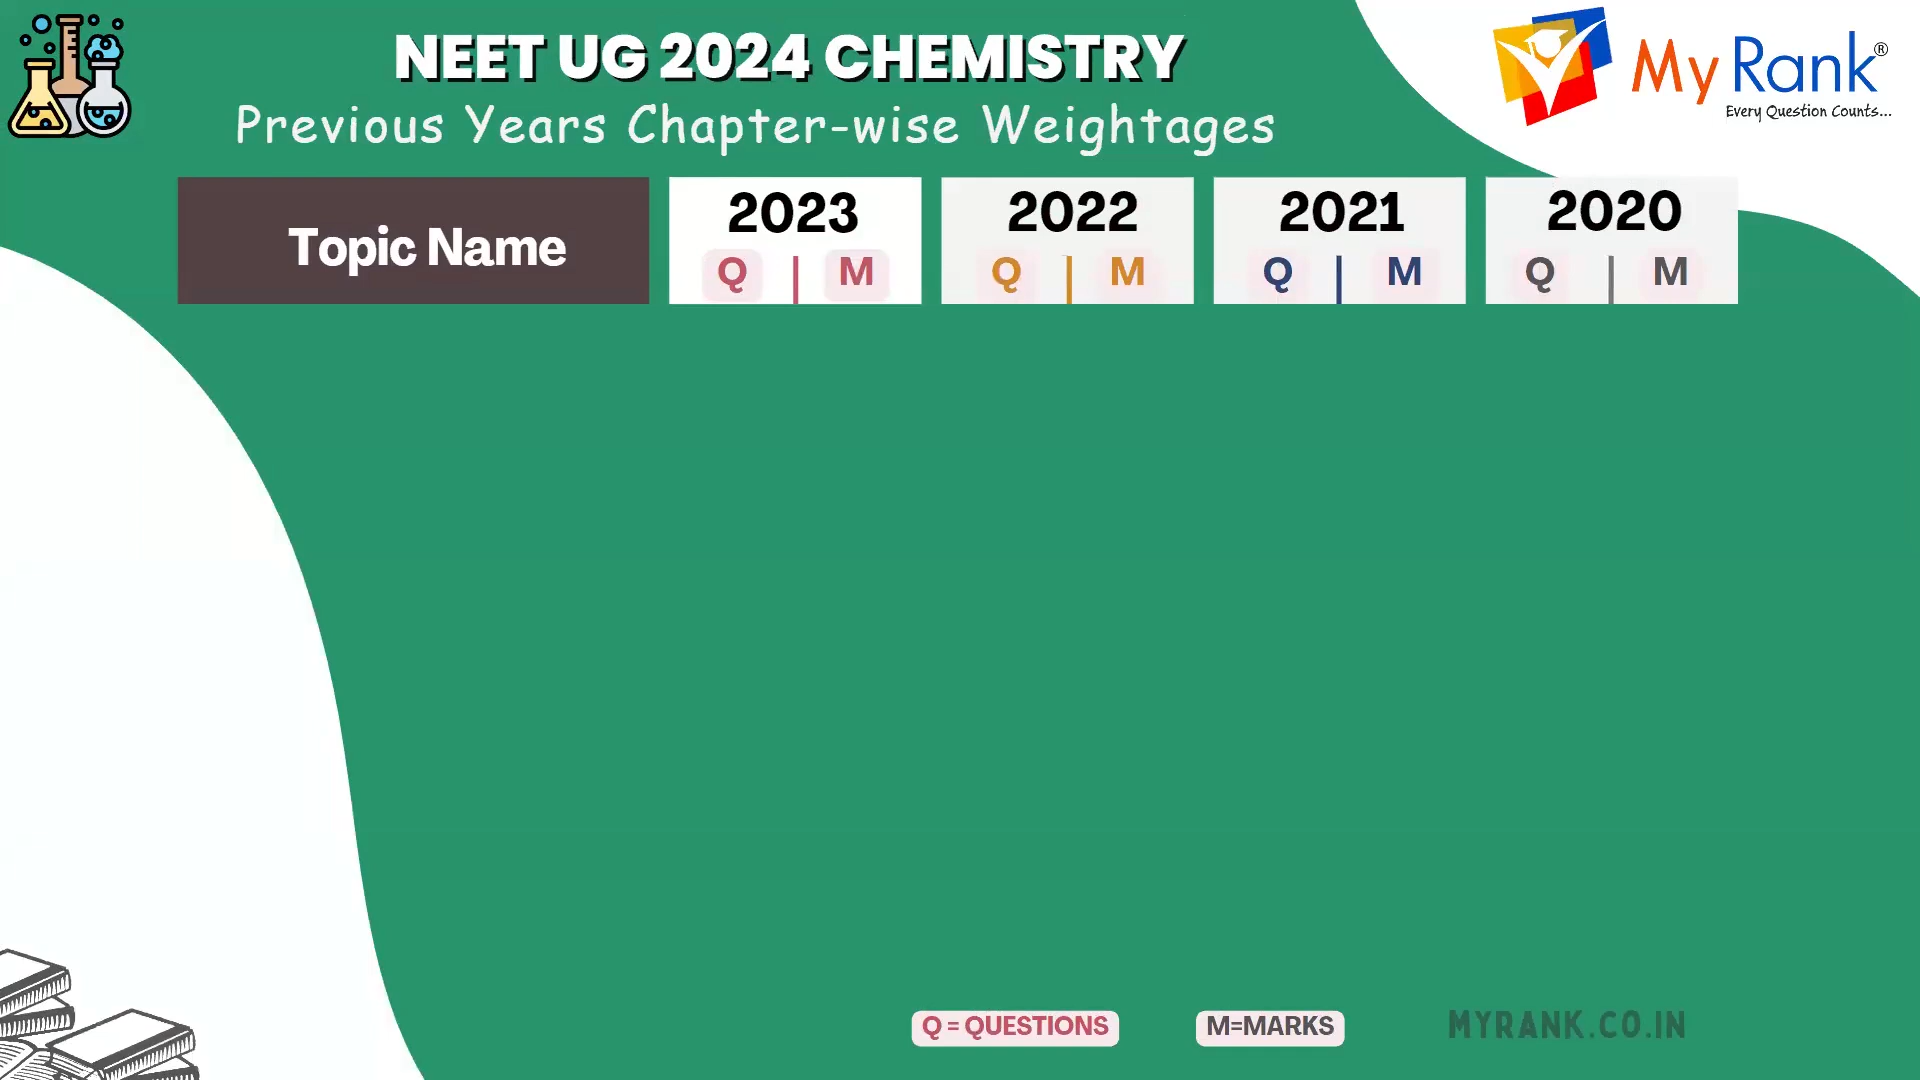 NEET UG 2024 CHEMISTRY
Previous Years Chapter-wise Weightages
My Rank®
Every Question Counts...
Topic Name
2023
2022
2021
2020
Q | M
Q | M
Q | M
Q | M
Q = QUESTIONS
M=MARKS
MYRANK.CO.IN